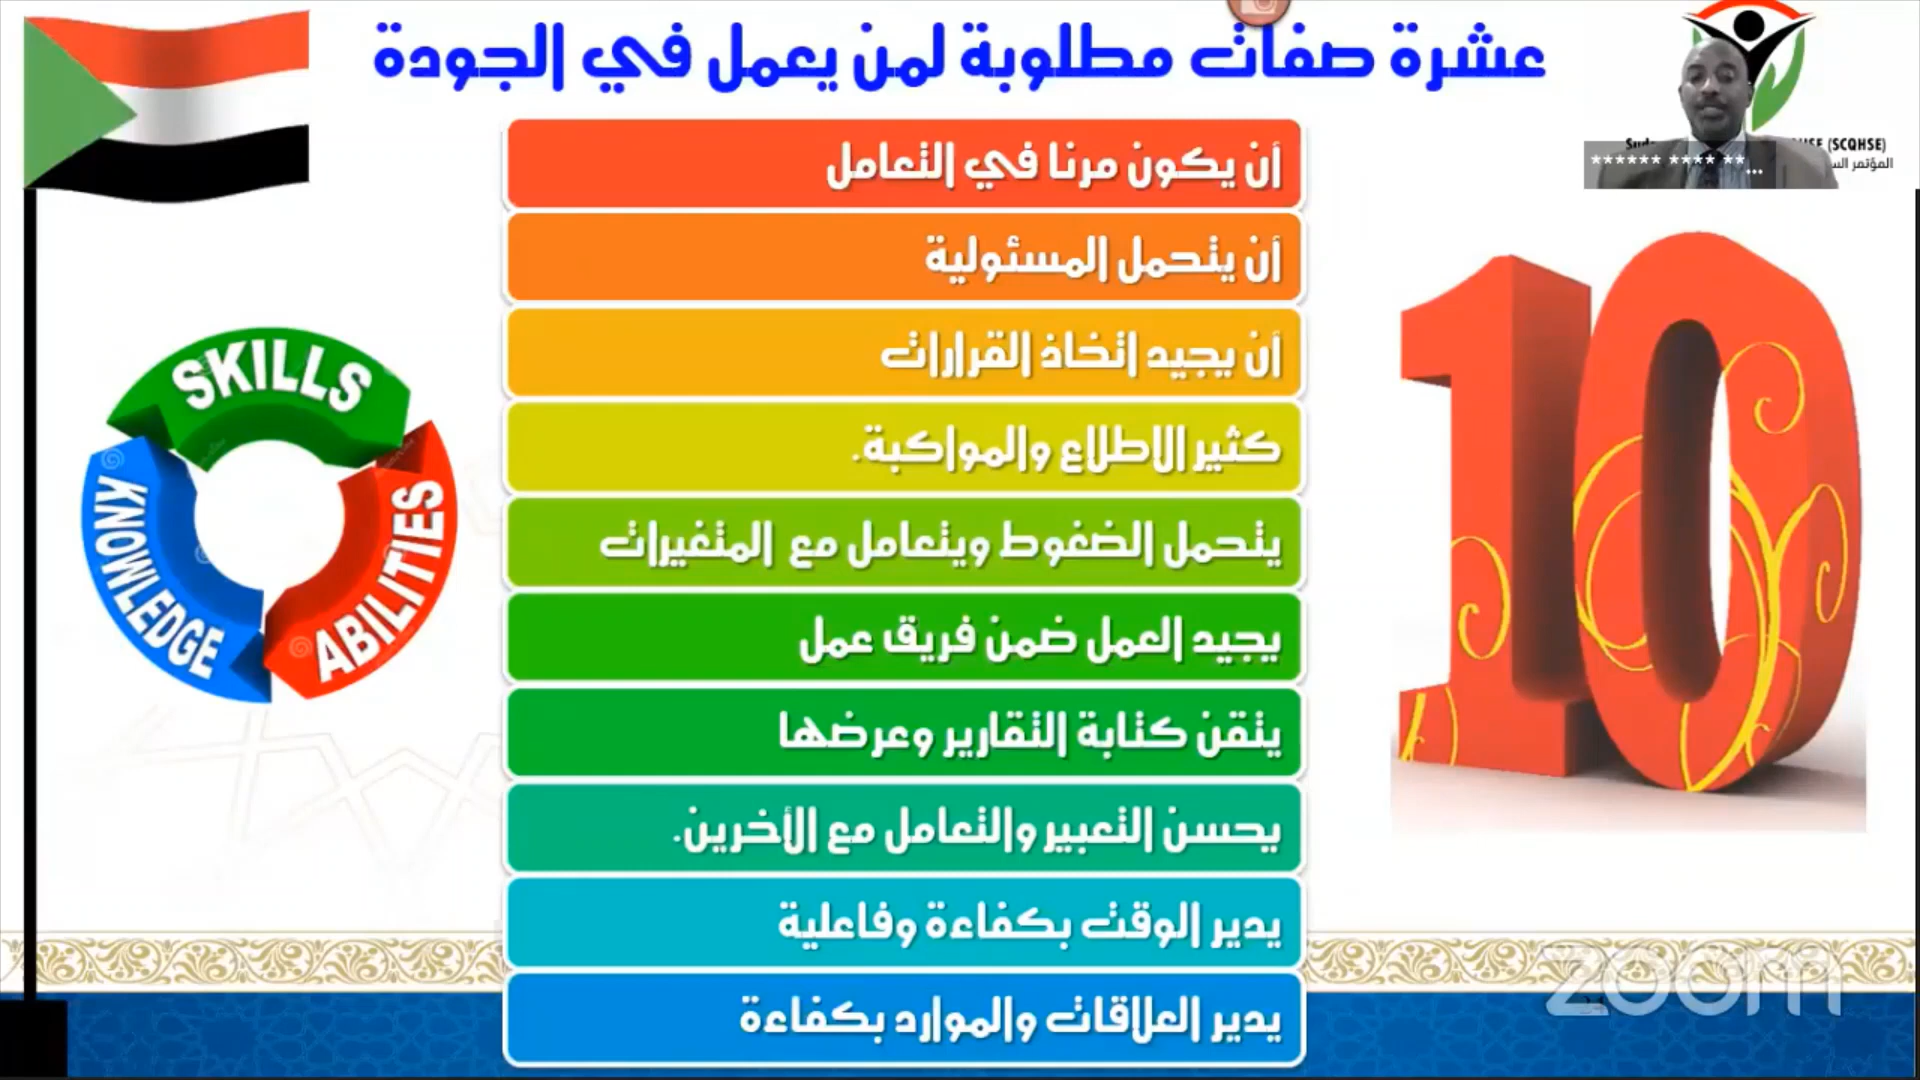 عشرة صفات مطلوبة لمن يعمل في الجودة
(SCQHSE)
المؤتمر
****** **** ** ...
أن يكون مرنا في التعامل
أن يتحمل المسئولية
أن يجيد اتخاذ القرارات
كثير الاطلاع والمواكبة.
يتحمل الضغوط ويتعامل مع المتغيرات
يجيد العمل ضمن فريق عمل
يتقن كتابة التقارير وعرضها
يحسن التعبير والتعامل مع الأخرين.
يدير الوقت بكفاءة وفاعلية
يدير العلاقات والموارد بكفاءة
SKILLS
KNOWLEDGE
ABILITIES
10
zoom